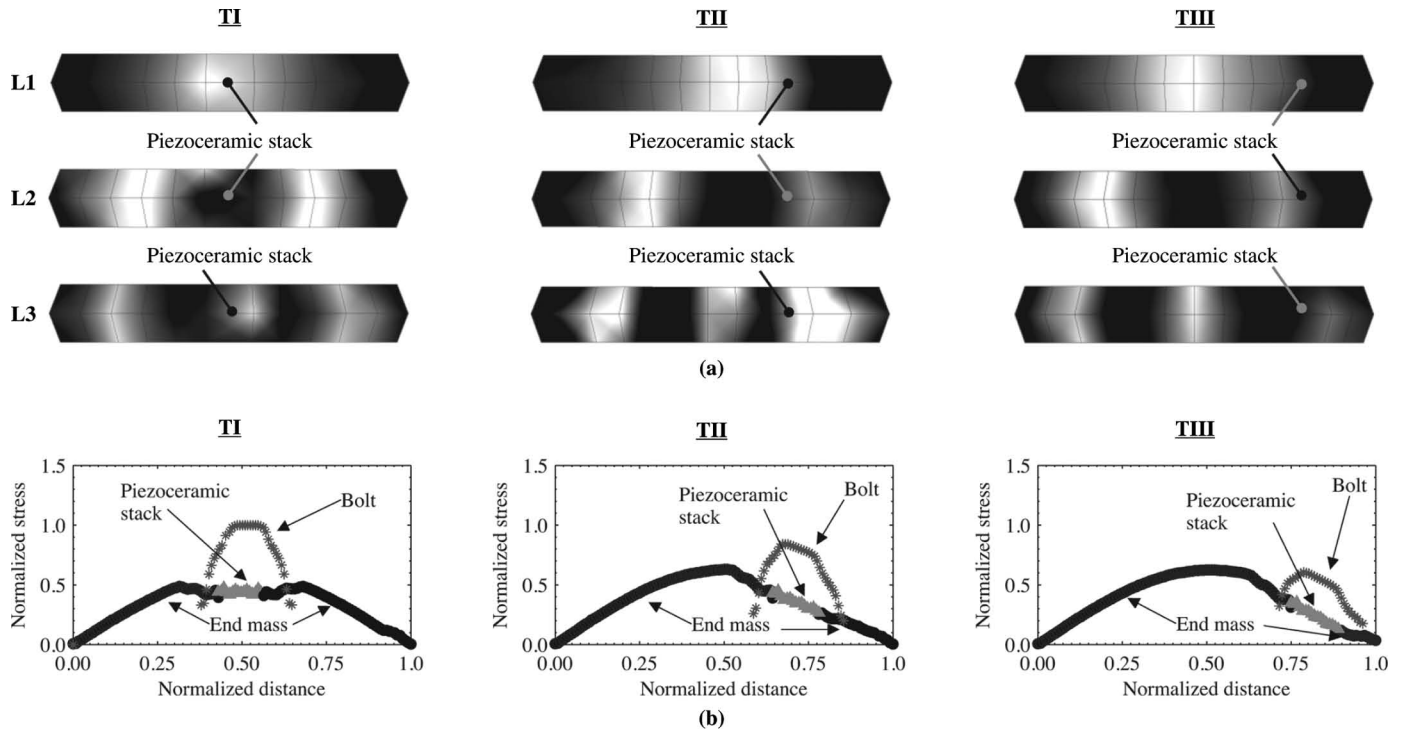 TI
TII
TIII
L1
Piezoceramic stack
Piezoceramic stack
Piezoceramic stack
L2
Piezoceramic stack
Piezoceramic stack
Piezoceramic stack
L3
(a)
TI
TII
TIII
Normalized stress
1.5
1.0
0.5
0.0
Piezoceramic
stack
Bolt
End mass
0.00
0.25
0.50
0.75
1.0
Normalized distance
Normalized stress
1.5
1.0
0.5
0.0
Piezoceramic
stack
Bolt
End mass
0.00
0.25
0.50
0.75
1.0
Normalized distance
Normalized stress
1.5
1.0
0.5
0.0
Piezoceramic
stack
Bolt
End mass
0.00
0.25
0.50
0.75
1.0
Normalized distance
(b)